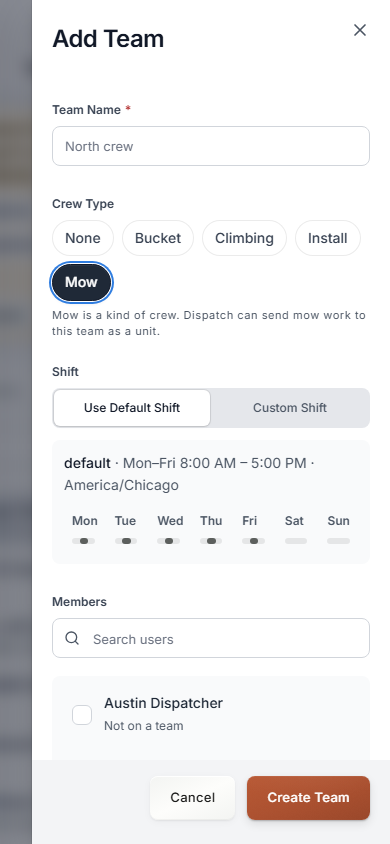 Add Team
Team Name *
North crew
Crew Type
None
Bucket
Climbing
Install
Mow
Mow is a kind of crew. Dispatch can send mow work to
this team as a unit.
Shift
Use Default Shift
Custom Shift
default · Mon–Fri 8:00 AM – 5:00 PM ·
America/Chicago
Mon Tue Wed Thu Fri Sat Sun
Members
Search users
Austin Dispatcher
Not on a team
Cancel
Create Team